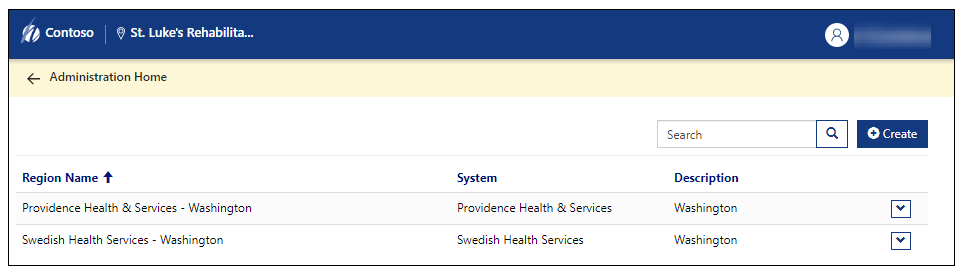 Contoso St. Luke's Rehabilita...
Administration Home
Search Create
Region Name System Description
Providence Health & Services - Washington Providence Health & Services Washington
Swedish Health Services - Washington Swedish Health Services Washington